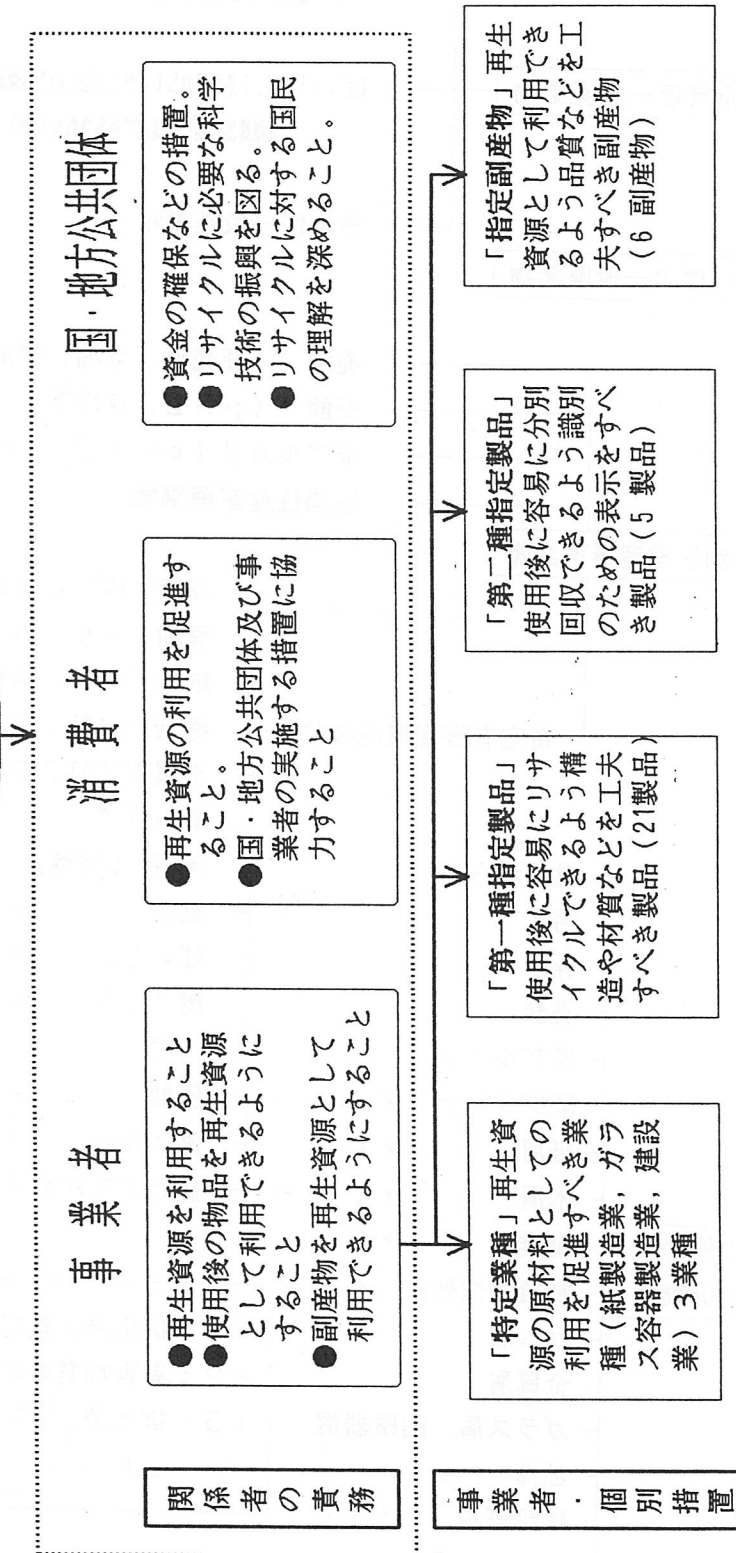 事業者
消費者
国・地方公共団体
関係者の責務
●再生資源を利用すること
●使用後の物品を再生資源
として利用できるように
すること
●副産物を再生資源として
利用できるようにすること
●再生資源の利用を促進す
ること。
●国・地方公共団体及び事
業者の実施する措置に協
力すること
●資金の確保などの措置。
●リサイクルに必要な科学
技術の振興を図る。
●リサイクルに対する国民
の理解を深めること。
事業者・個別措置
「特定業種」再生資
源の原材料としての
利用を促進すべき業
種(紙製造業,ガラ
ス容器製造業,建設
業)3業種
「第一種指定製品」
使用後に容易にリサ
イクルできるよう構
造や材質などを工夫
すべき製品(21製品)
「第二種指定製品」
使用後に容易に分別
回収できるよう識別
のための表示をすべ
き製品(5 製品)
「指定副産物」再生
資源として利用でき
るよう品質などを工
夫すべき副産物
(6 副産物)